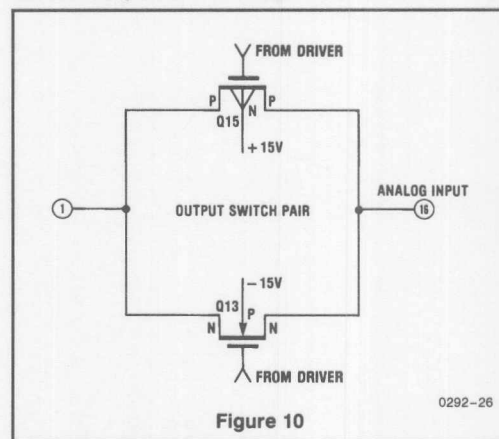 FROM DRIVER
P
P
N
Q15
+ 15V
ANALOG INPUT
1
OUTPUT SWITCH PAIR
16
− 15V
Q13
P
N
N
FROM DRIVER
0292–26
Figure 10